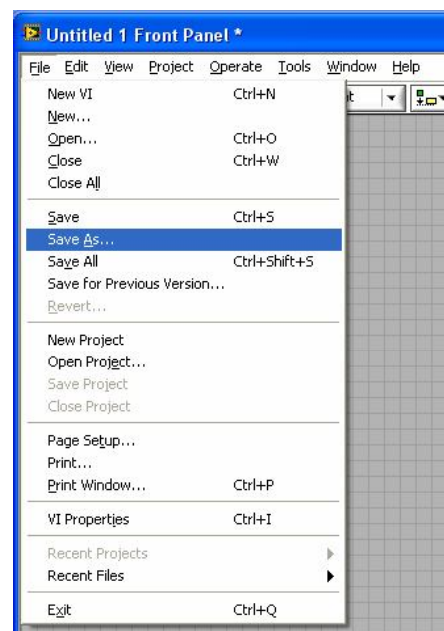 Untitled 1 Front Panel *
File Edit View Project Operate Tools Window Help
New VI Ctrl+N
New...
Open... Ctrl+O
Close Ctrl+W
Close All
Save Ctrl+S
Save As...
Save All Ctrl+Shift+S
Save for Previous Version...
Revert...
New Project
Open Project...
Save Project
Close Project
Page Setup...
Print...
Print Window... Ctrl+P
VI Properties Ctrl+I
Recent Projects
Recent Files
Exit Ctrl+Q